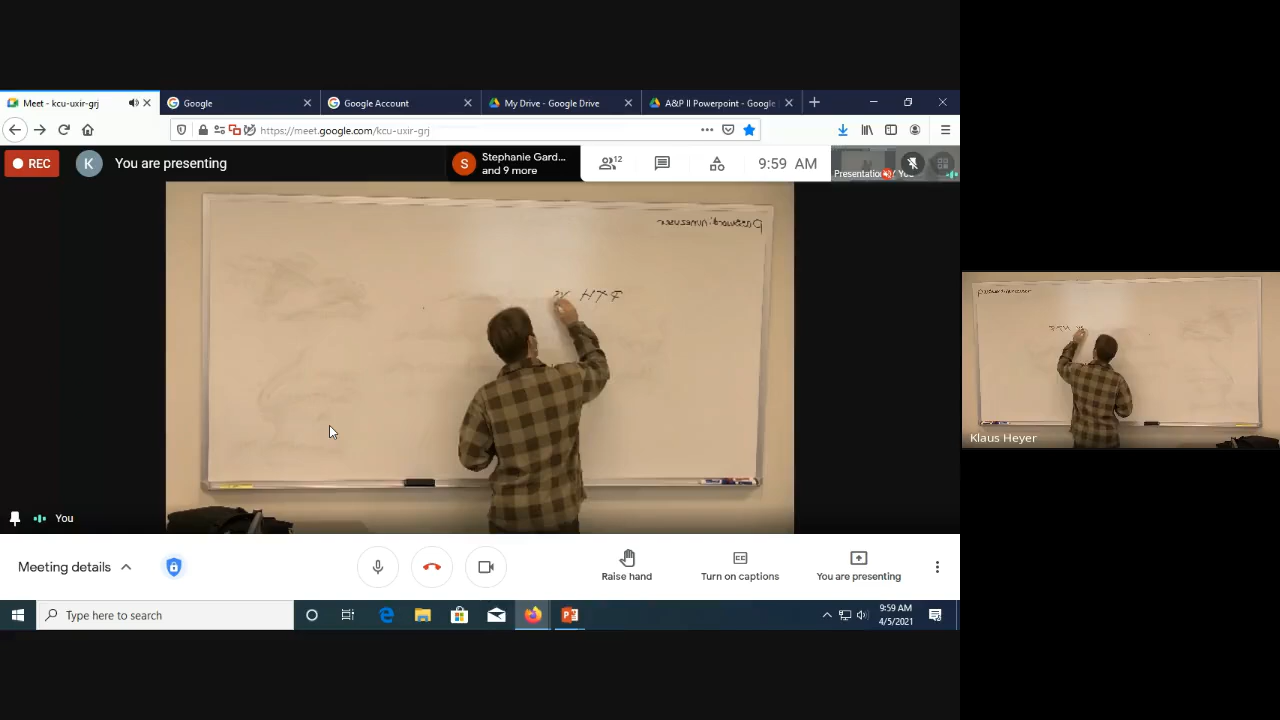 Meet - kcu-uxir-grj
Google
Google Account
My Drive - Google Drive
A&P II Powerpoint - Google
https://meet.google.com/kcu-uxir-grj
REC
K
You are presenting
S
Stephanie Gard...
and 9 more
12
9:59 AM
Presentation
You
You
Klaus Heyer
Meeting details
Raise hand
Turn on captions
You are presenting
Type here to search
9:59 AM
4/5/2021